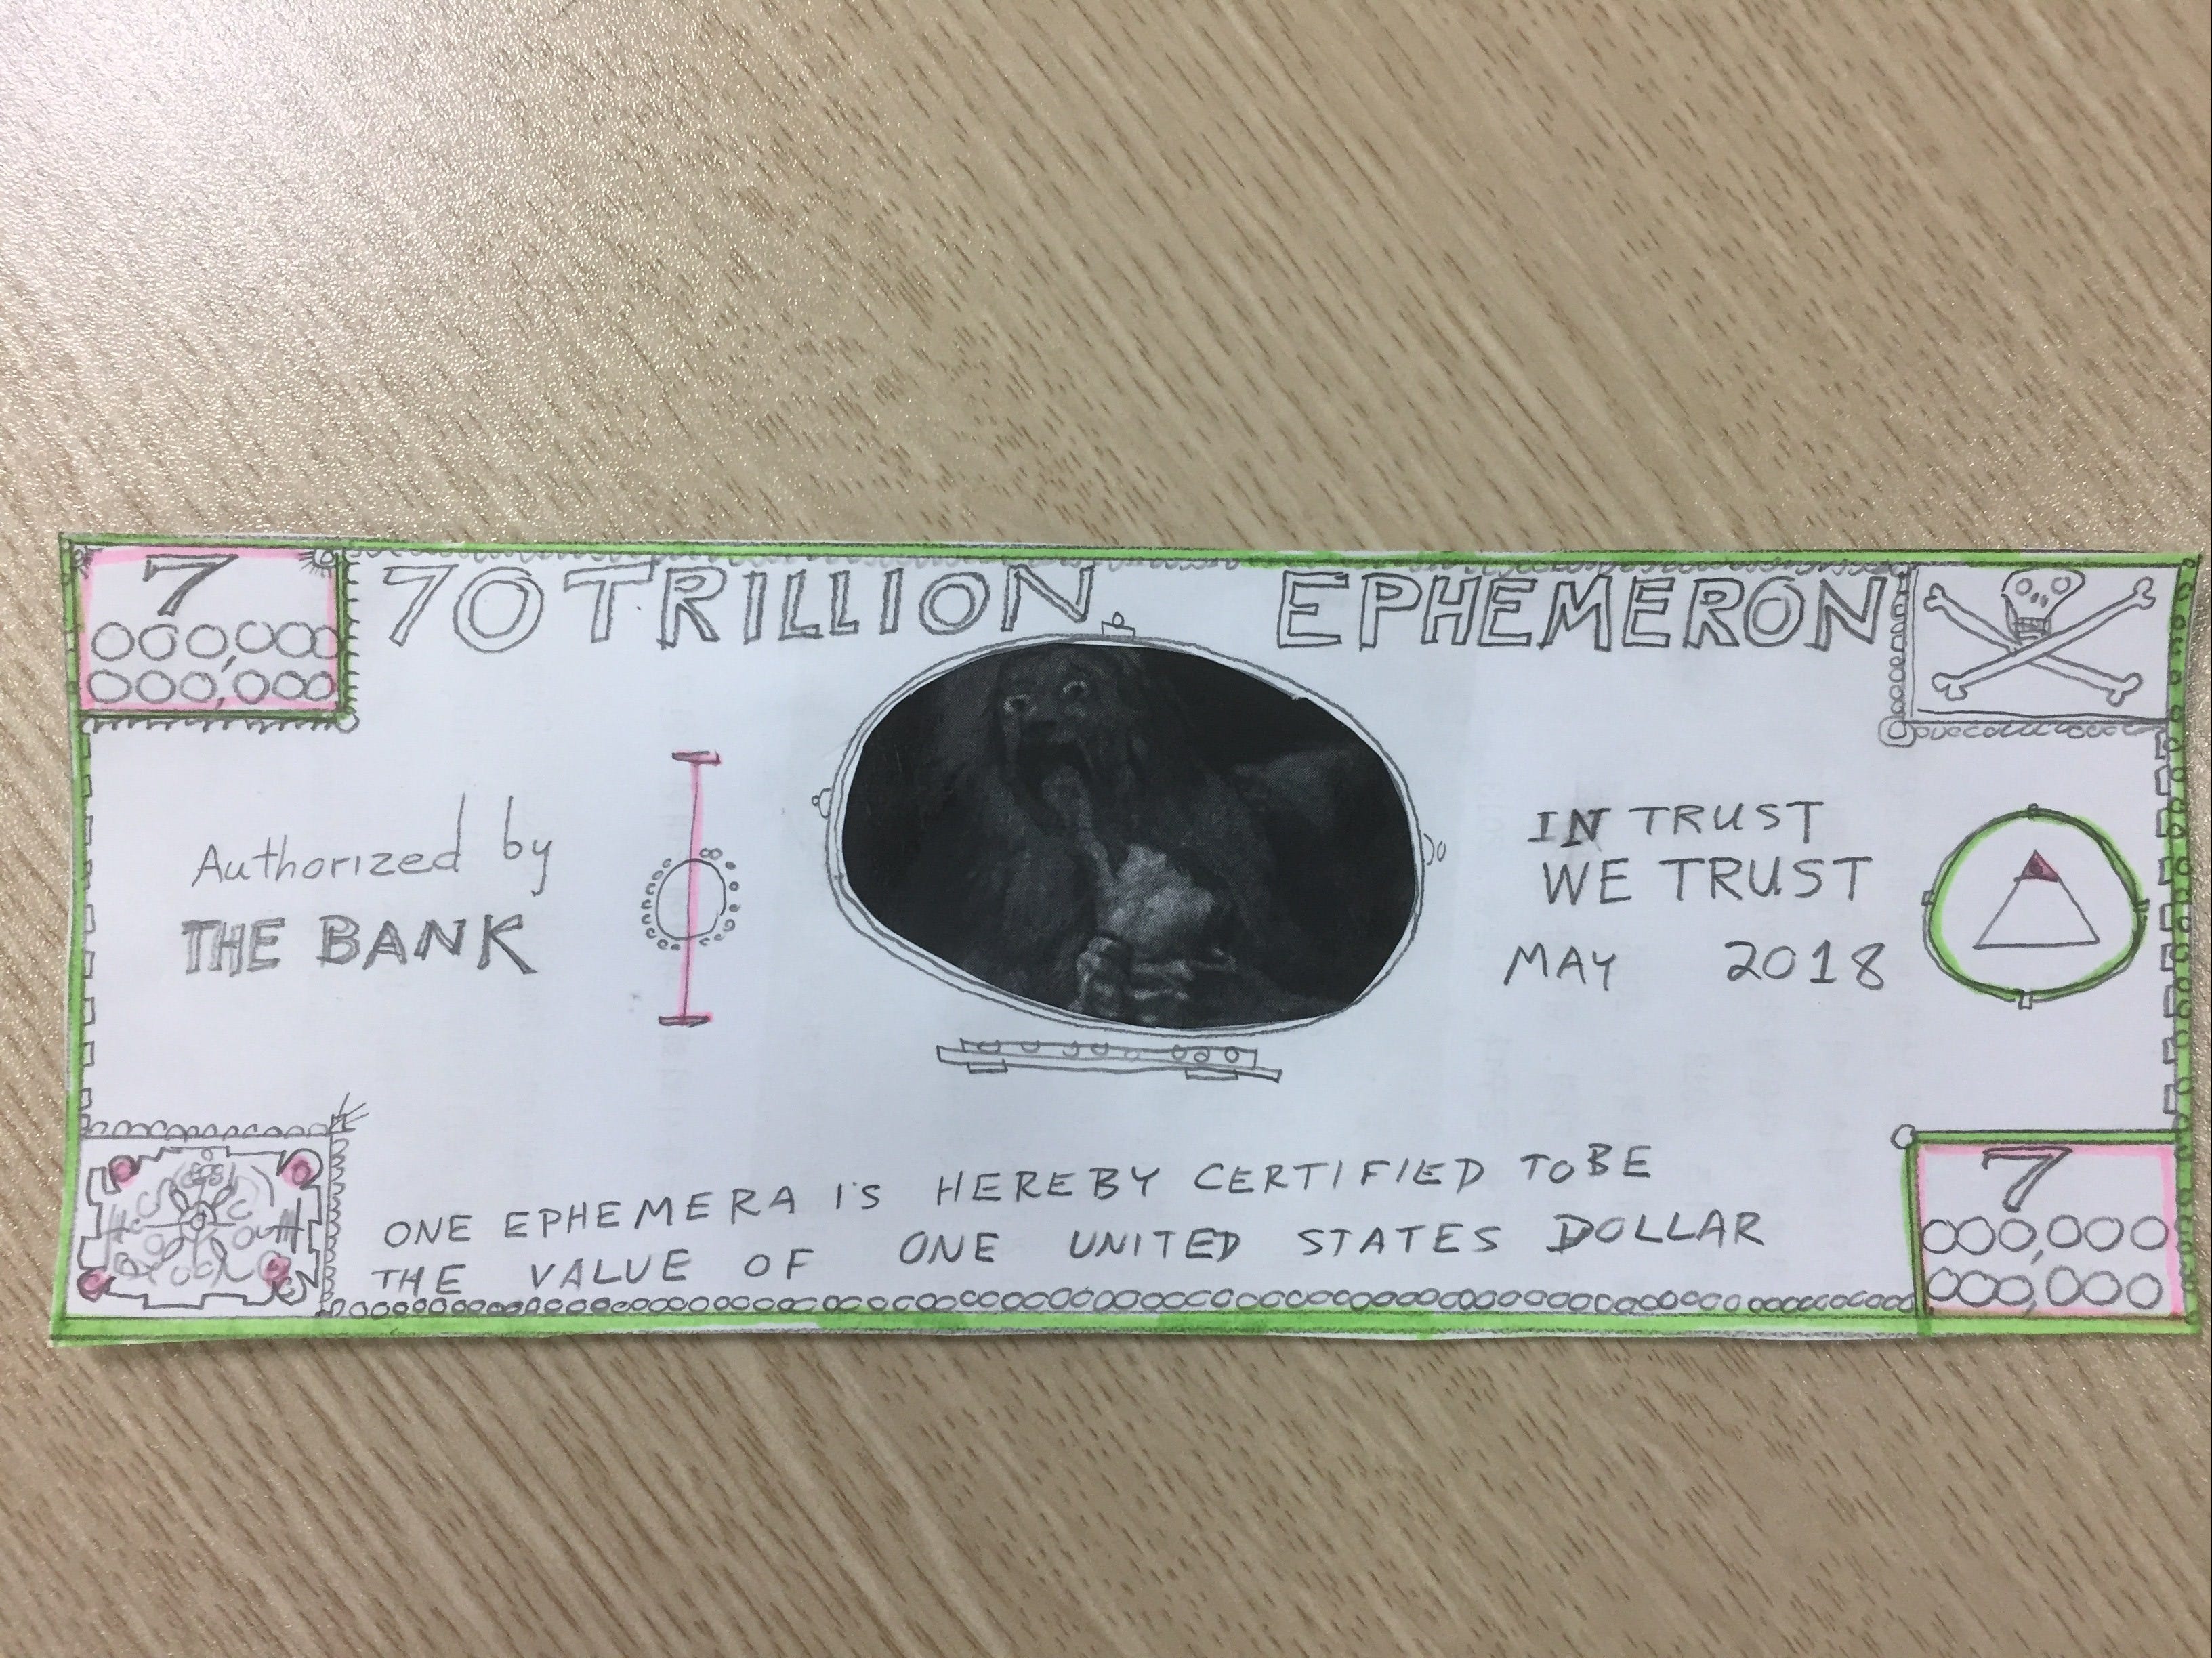 7
000,000
000,000
70 TRILLION EPHEMERON
Authorized by
THE BANK
IN TRUST
WE TRUST
MAY 2018
ONE EPHEMERA IS HEREBY CERTIFIED TO BE
THE VALUE OF ONE UNITED STATES DOLLAR
7
000,000
000,000